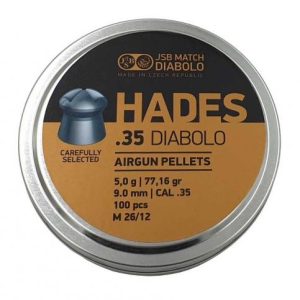 JSB MATCH
DIABOLO
MADE IN CZECH REPUBLIC
HADES
.35 DIABOLO
CAREFULLY
SELECTED
AIRGUN PELLETS
5,0 g | 77,16 gr
9.0 mm | CAL .35
100 pcs
M 26/12